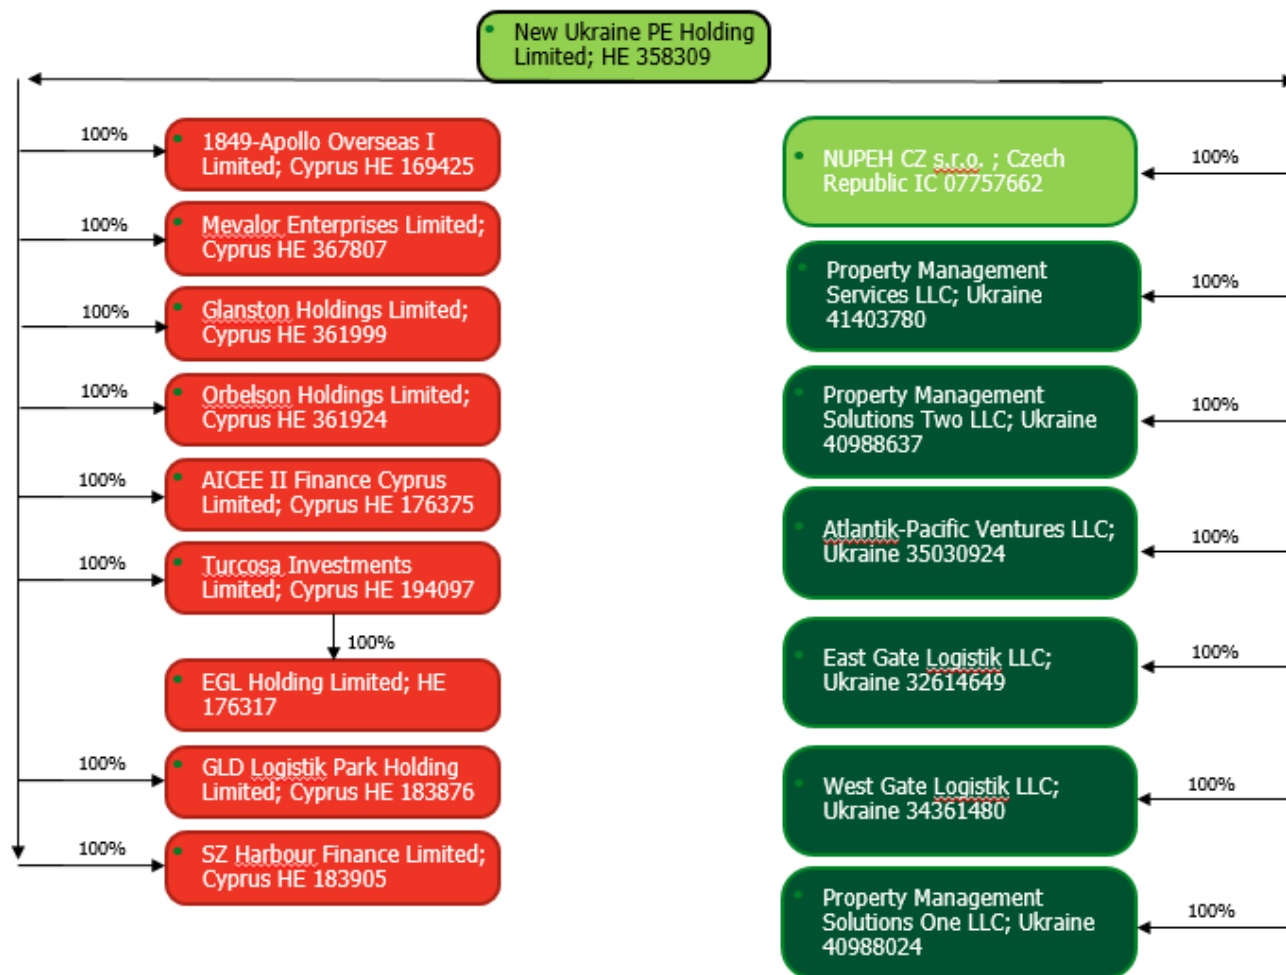 New Ukraine PE Holding
Limited; HE 358309
100%
1849-Apollo Overseas I
Limited; Cyprus HE 169425
100%
Mevalor Enterprises Limited;
Cyprus HE 367807
100%
Glanston Holdings Limited;
Cyprus HE 361999
100%
Orbelson Holdings Limited;
Cyprus HE 361924
100%
AICEE II Finance Cyprus
Limited; Cyprus HE 176375
100%
Turcosa Investments
Limited; Cyprus HE 194097
100%
EGL Holding Limited; HE
176317
100%
GLD Logistik Park Holding
Limited; Cyprus HE 183876
100%
SZ Harbour Finance Limited;
Cyprus HE 183905
NUPEH CZ s.r.o. ; Czech
Republic IC 07757662
100%
Property Management
Services LLC; Ukraine
41403780
100%
Property Management
Solutions Two LLC; Ukraine
40988637
100%
Atlantik-Pacific Ventures LLC;
Ukraine 35030924
100%
East Gate Logistik LLC;
Ukraine 32614649
100%
West Gate Logistik LLC;
Ukraine 34361480
100%
Property Management
Solutions One LLC; Ukraine
40988024
100%